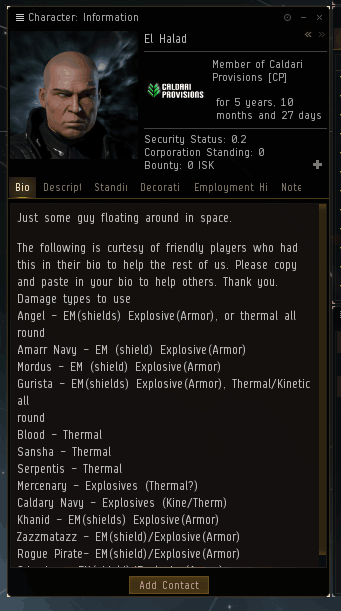 Character: Information
El Halad
Member of Caldari
Provisions [CP]
CALDARI
PROVISIONS
for 5 years, 10
months and 27 days
Security Status: 0.2
Corporation Standing: 0
Bounty: 0 ISK
Bio Descript Standin Decorati Employment Hi Note
Just some guy floating around in space.
The following is curtesy of friendly players who had
this in their bio to help the rest of us. Please copy
and paste in your bio to help others. Thank you.
Damage types to use
Angel - EM(shields) Explosive(Armor), or thermal all
round
Amarr Navy - EM (shield) Explosive(Armor)
Mordus - EM (shield) Explosive(Armor)
Gurista - EM(shields) Explosive(Armor), Thermal/Kinetic
all
round
Blood - Thermal
Sansha - Thermal
Serpentis - Thermal
Mercenary - Explosives (Thermal?)
Caldary Navy - Explosives (Kine/Therm)
Khanid - EM(shields) Explosive(Armor)
Zazzmatazz - EM(shield)/Explosive(Armor)
Rogue Pirate- EM(shield)/Explosive(Armor)
Add Contact